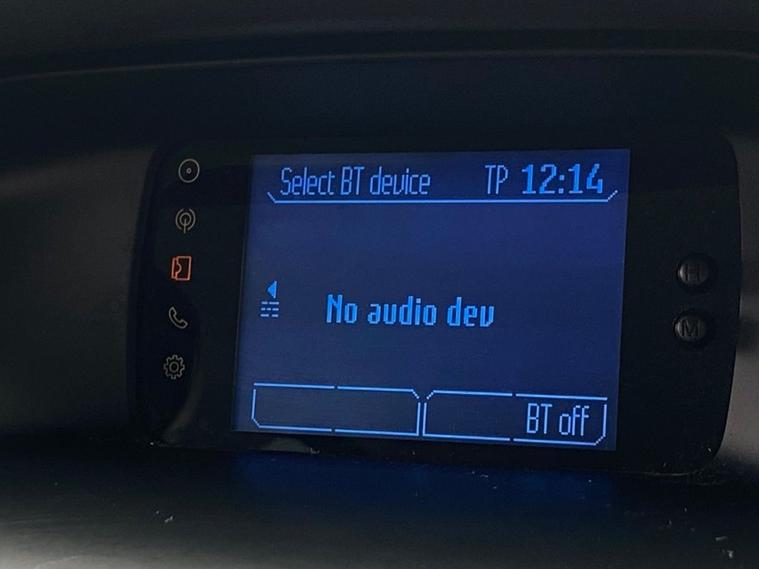 Select BT device TP 12:14
No audio dev
BT off
H
M